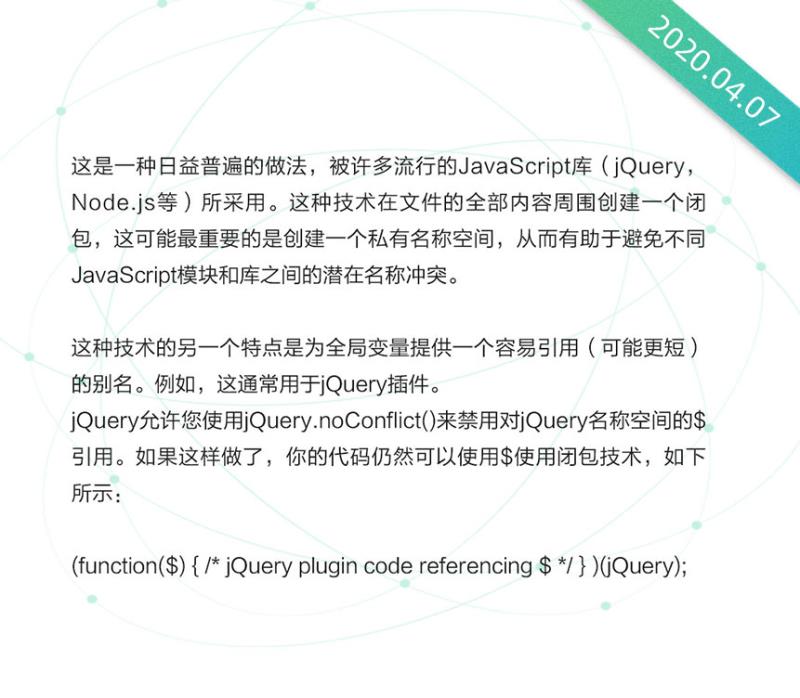 2020.04.07
这是一种日益普遍的做法，被许多流行的JavaScript库（jQuery，
Node.js等）所采用。这种技术在文件的全部内容周围创建一个闭
包，这可能最重要的是创建一个私有名称空间，从而有助于避免不同
JavaScript模块和库之间的潜在名称冲突。
这种技术的另一个特点是为全局变量提供一个容易引用（可能更短）
的别名。例如，这通常用于jQuery插件。
jQuery允许您使用jQuery.noConflict()来禁用对jQuery名称空间的$
引用。如果这样做了，你的代码仍然可以使用$使用闭包技术，如下
所示：
(function($) { /* jQuery plugin code referencing $ */ } )(jQuery);